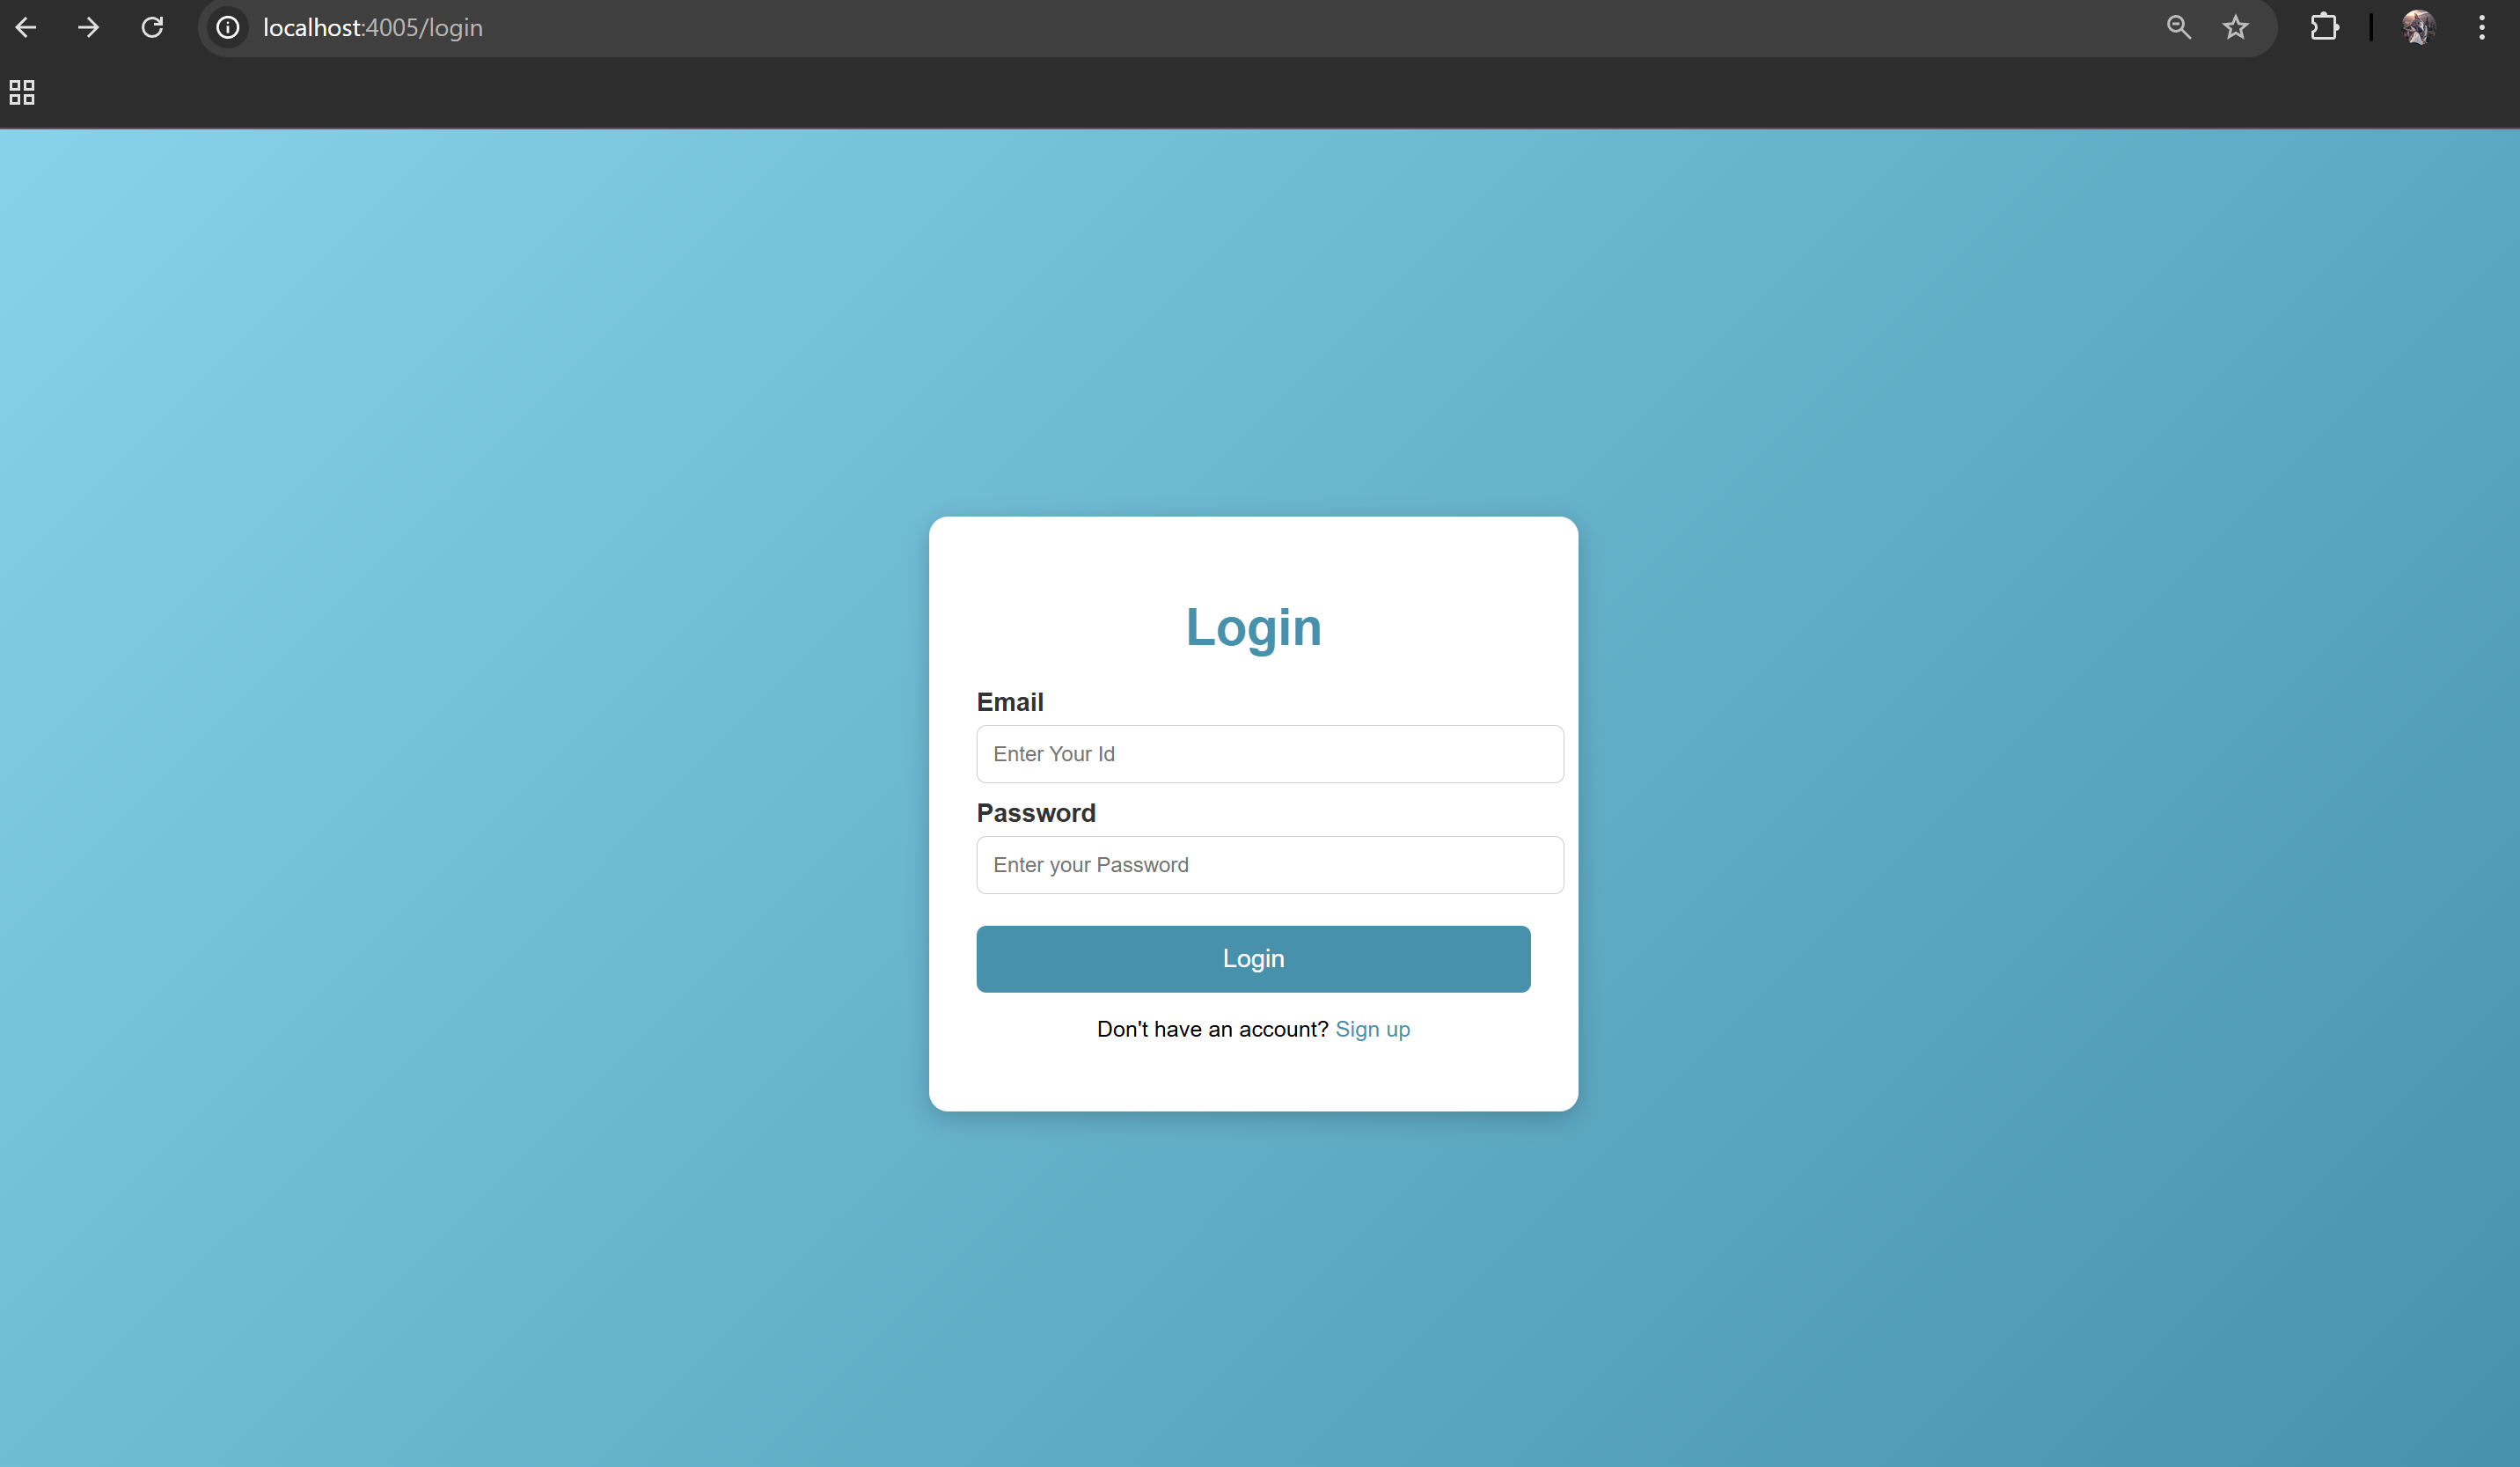 localhost:4005/login
Login
Email
Enter Your Id
Password
Enter your Password
Login
Don't have an account? Sign up